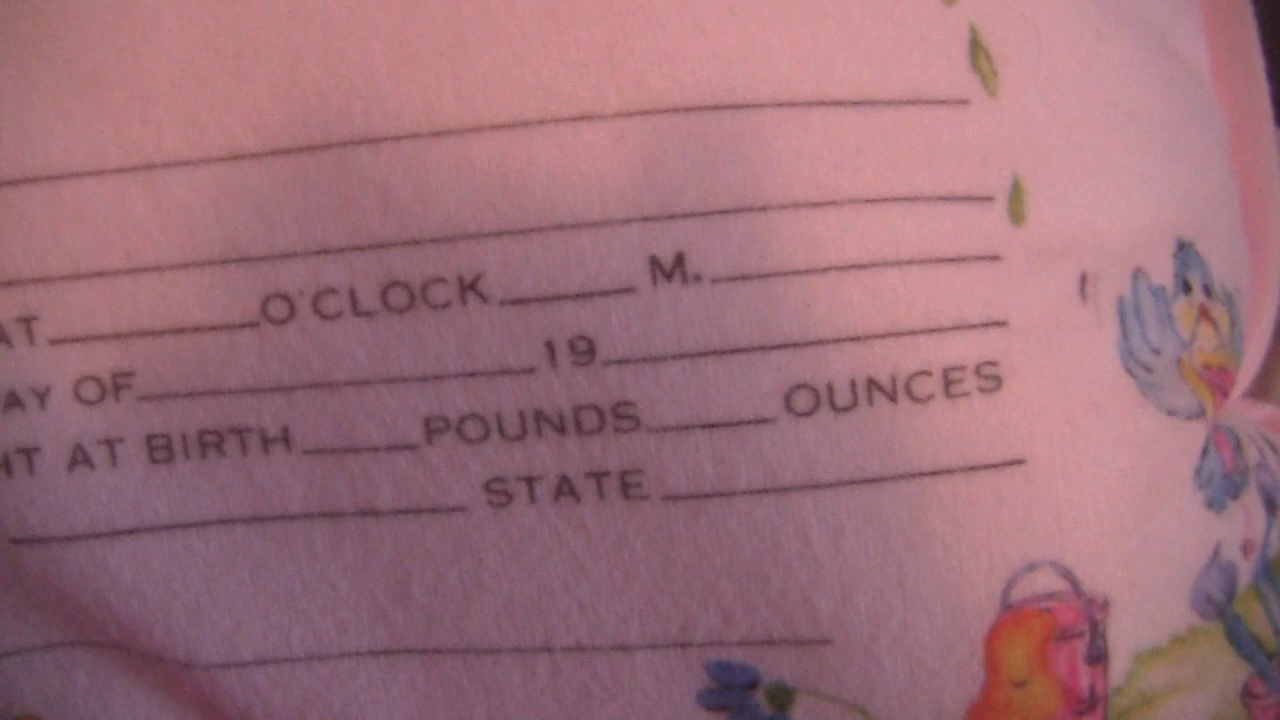 AT O'CLOCK M.
AY OF 19
HT AT BIRTH POUNDS OUNCES
STATE